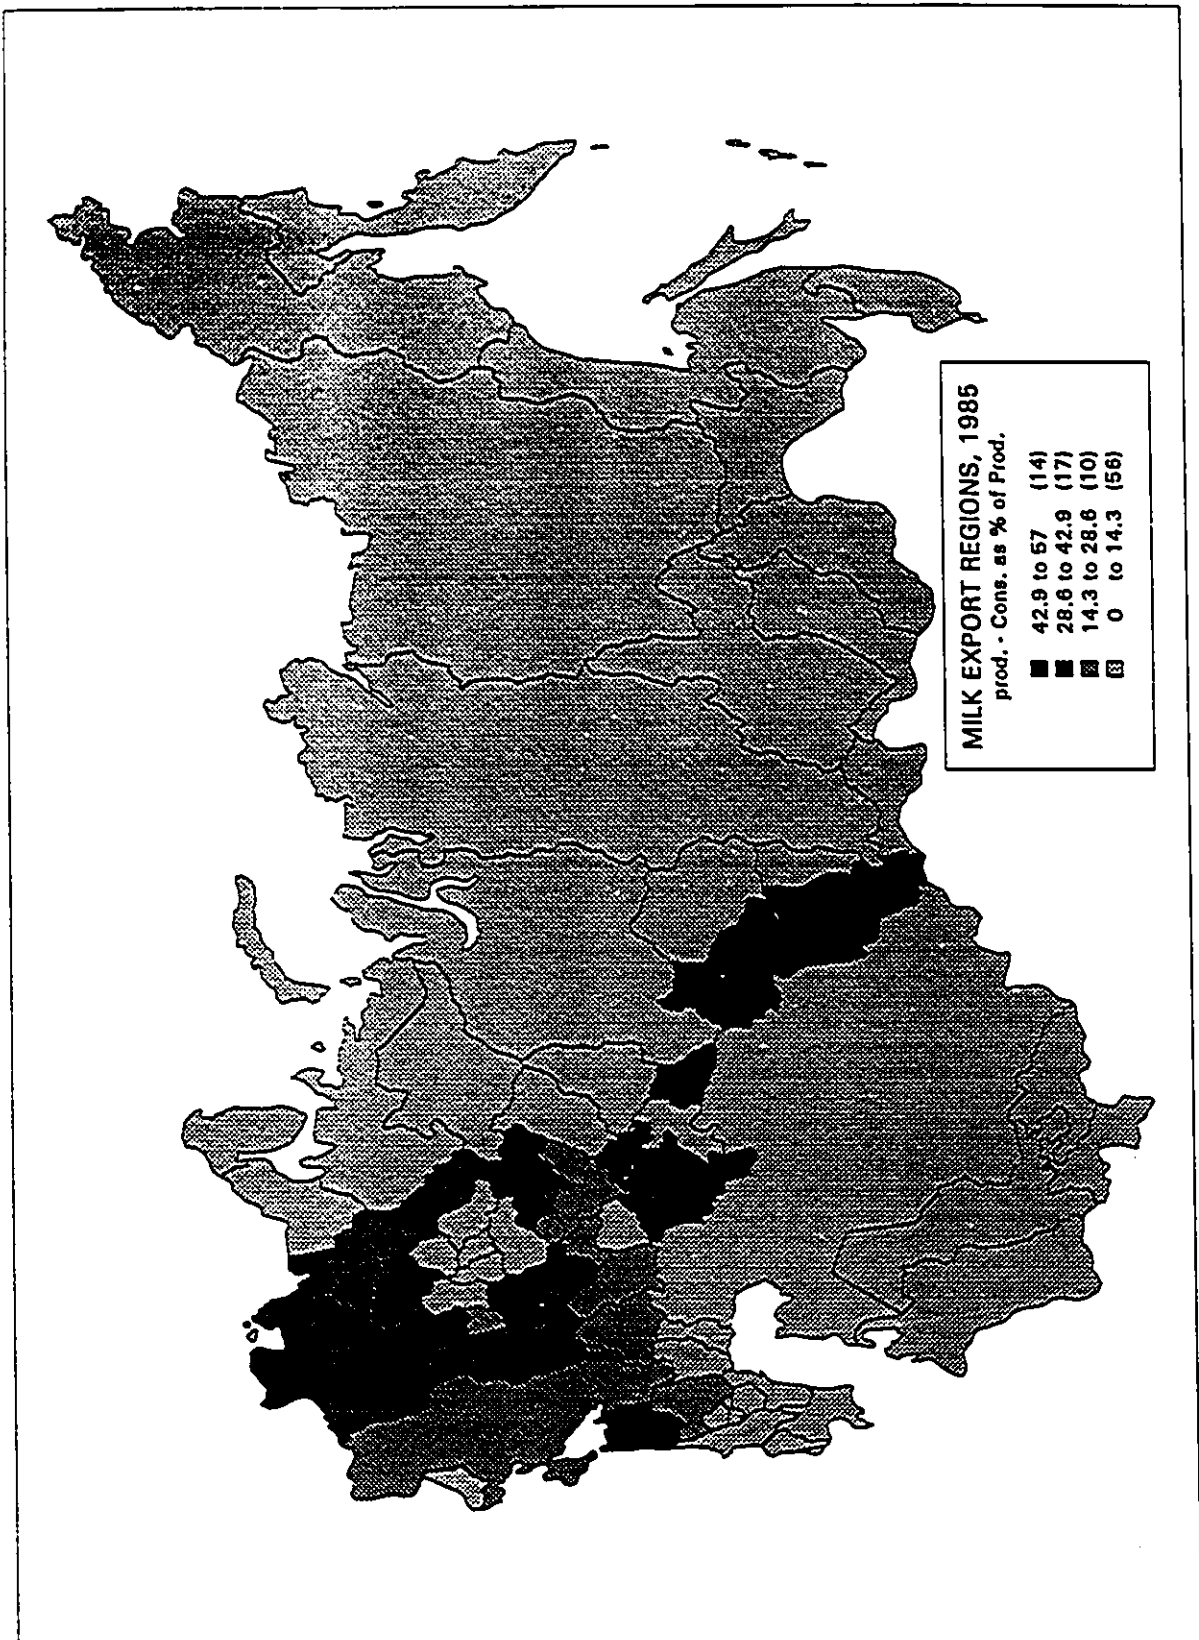 MILK EXPORT REGIONS, 1985
prod. - Cons. as % of Prod.
42.9 to 57 (14)
28.6 to 42.9 (17)
14.3 to 28.6 (10)
0 to 14.3 (56)